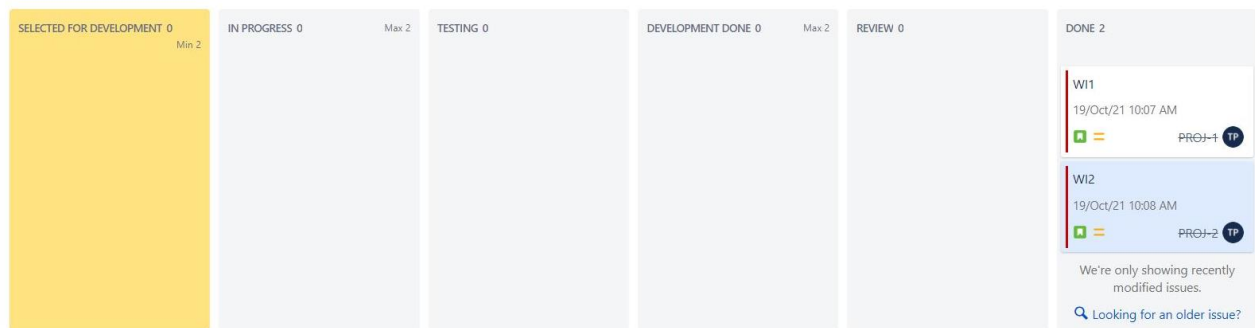 SELECTED FOR DEVELOPMENT 0
Min 2
IN PROGRESS 0
Max 2
TESTING 0
DEVELOPMENT DONE 0
Max 2
REVIEW 0
DONE 2
WI1
19/Oct/21 10:07 AM
PROJ-1 TP
WI2
19/Oct/21 10:08 AM
PROJ-2 TP
We're only showing recently
modified issues.
Looking for an older issue?